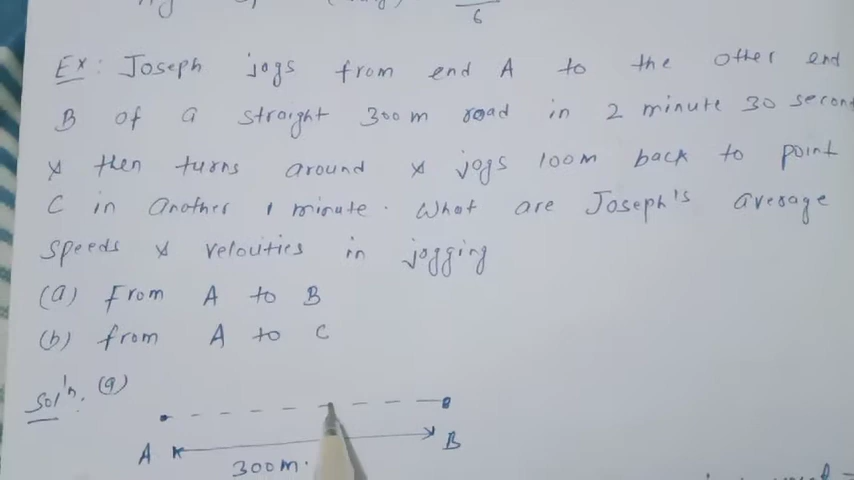 6
Ex: Joseph jogs from end A to the other end
B of a straight 300m road in 2 minute 30 second
& then turns around & jogs 100m back to point
C in another 1 minute. What are Joseph's average
speeds & velocities in jogging
(a) From A to B
(b) from A to C
Sol'n. (a)
A B
300m.